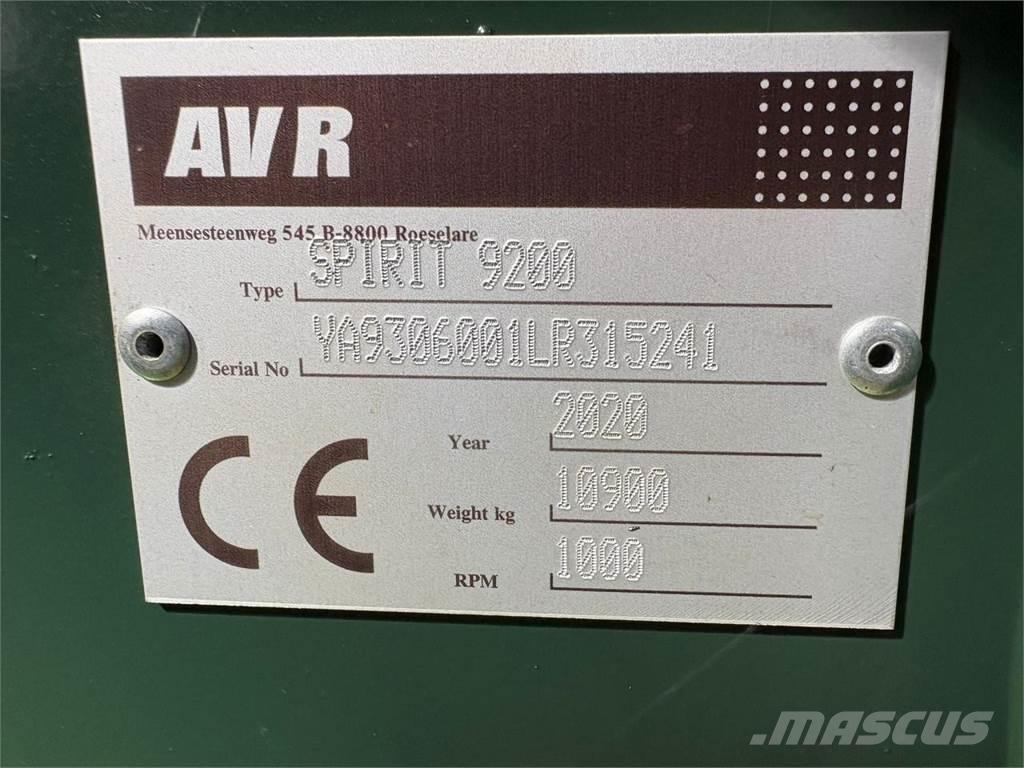 AVR
Meensesteenweg 545 B-8800 Roeselare
Type SPIRIT 9200
Serial No YA9306001LR315241
CE
Year 2020
Weight kg 10900
RPM 1000
.MASCUS